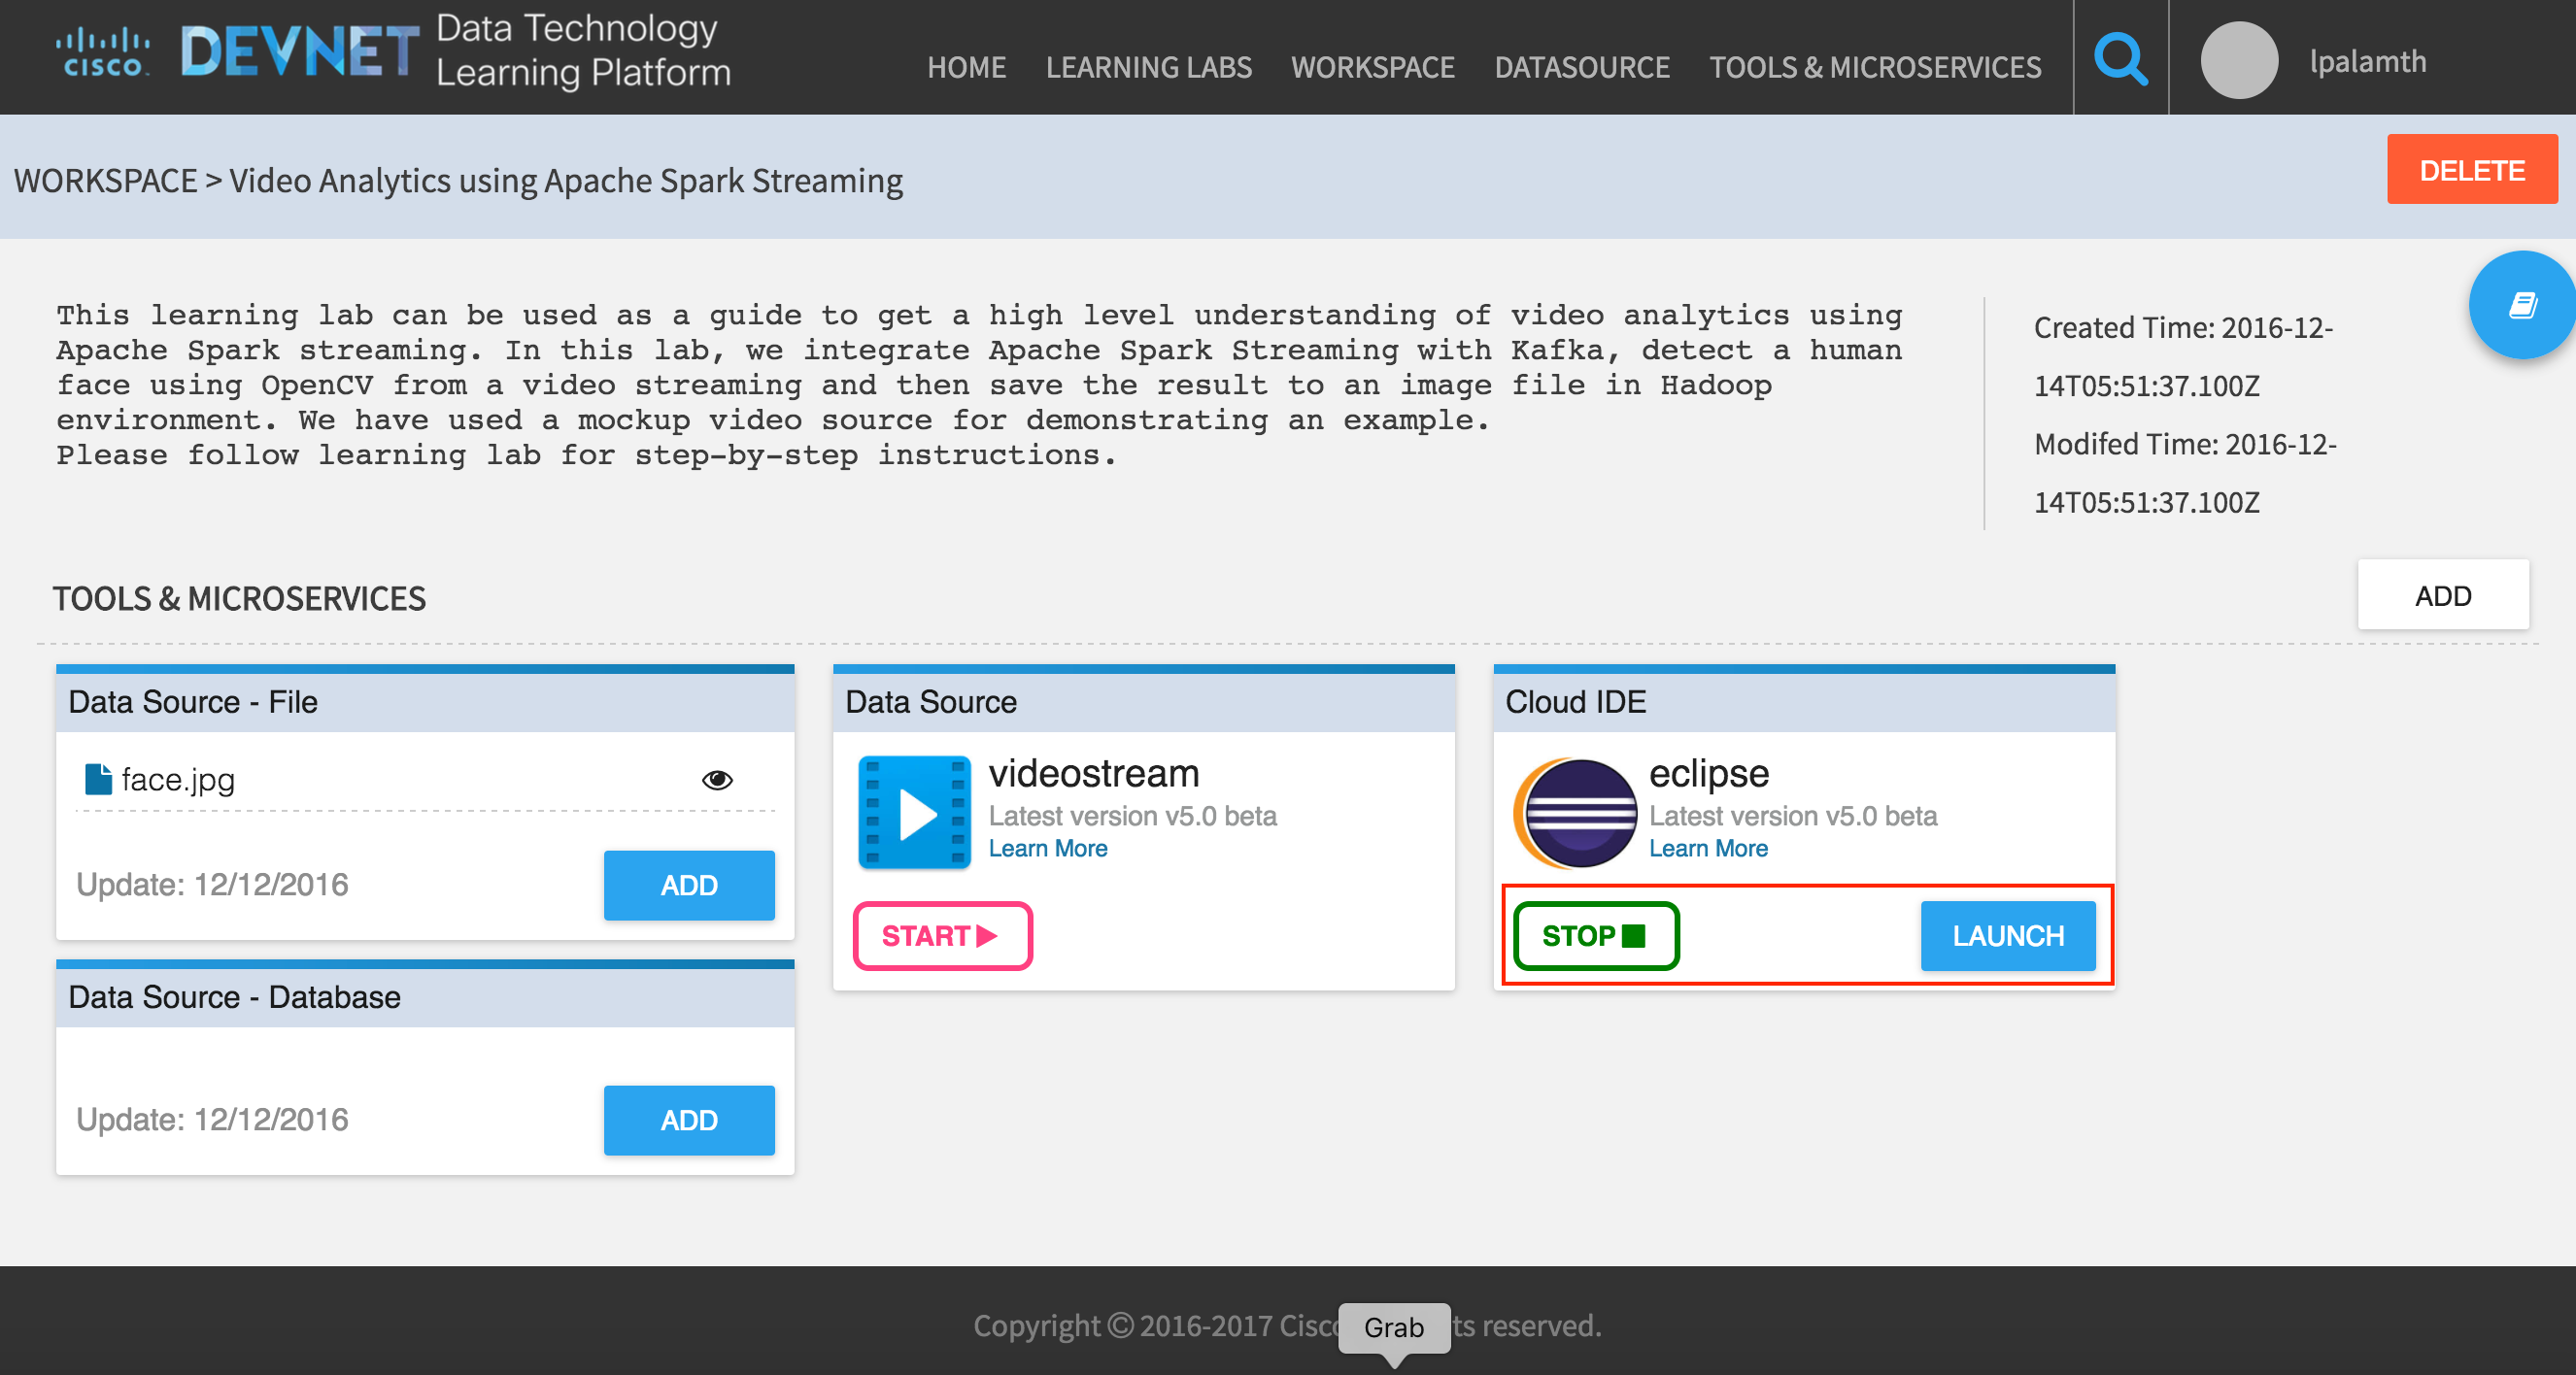 CISCO
DEVNET
Data Technology
Learning Platform
HOME LEARNING LABS WORKSPACE DATASOURCE TOOLS & MICROSERVICES
lpalamth
WORKSPACE > Video Analytics using Apache Spark Streaming
DELETE
This learning lab can be used as a guide to get a high level understanding of video analytics using
Apache Spark streaming. In this lab, we integrate Apache Spark Streaming with Kafka, detect a human
face using OpenCV from a video streaming and then save the result to an image file in Hadoop
environment. We have used a mockup video source for demonstrating an example.
Please follow learning lab for step-by-step instructions.
Created Time: 2016-12-
14T05:51:37.100Z
Modifed Time: 2016-12-
14T05:51:37.100Z
TOOLS & MICROSERVICES
ADD
Data Source - File
face.jpg
Update: 12/12/2016
ADD
Data Source - Database
Update: 12/12/2016
ADD
Data Source
videostream
Latest version v5.0 beta
Learn More
START
Cloud IDE
eclipse
Latest version v5.0 beta
Learn More
STOP
LAUNCH
Copyright © 2016-2017 reserved.
Grab